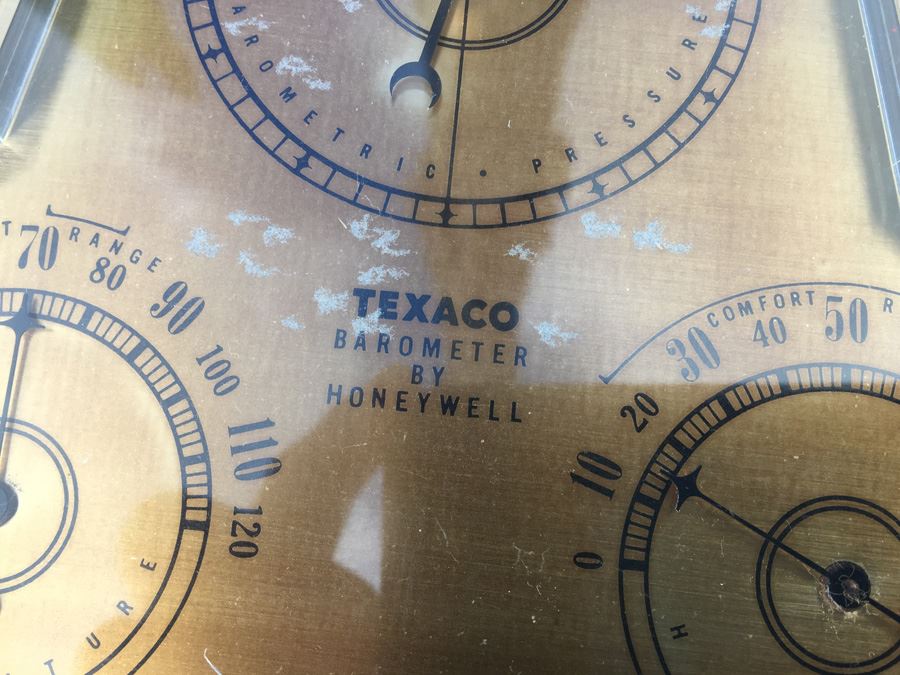 BAROMETRIC • PRESSURE
T RANGE
70 80 90 100 110 120
TURE
TEXACO
BAROMETER
BY
HONEYWELL
COMFORT R
0 10 20 30 40 50
H